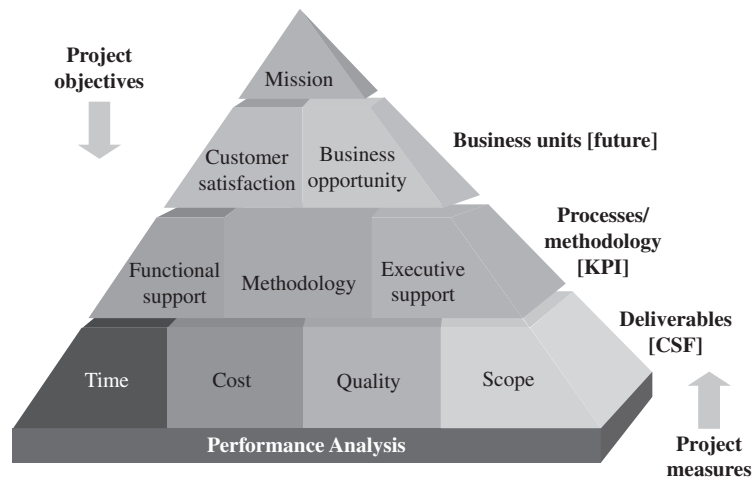 Project
objectives
Mission
Customer
satisfaction
Business
opportunity
Business units [future]
Functional
support
Methodology
Executive
support
Processes/
methodology
[KPI]
Time
Cost
Quality
Scope
Deliverables
[CSF]
Performance Analysis
Project
measures